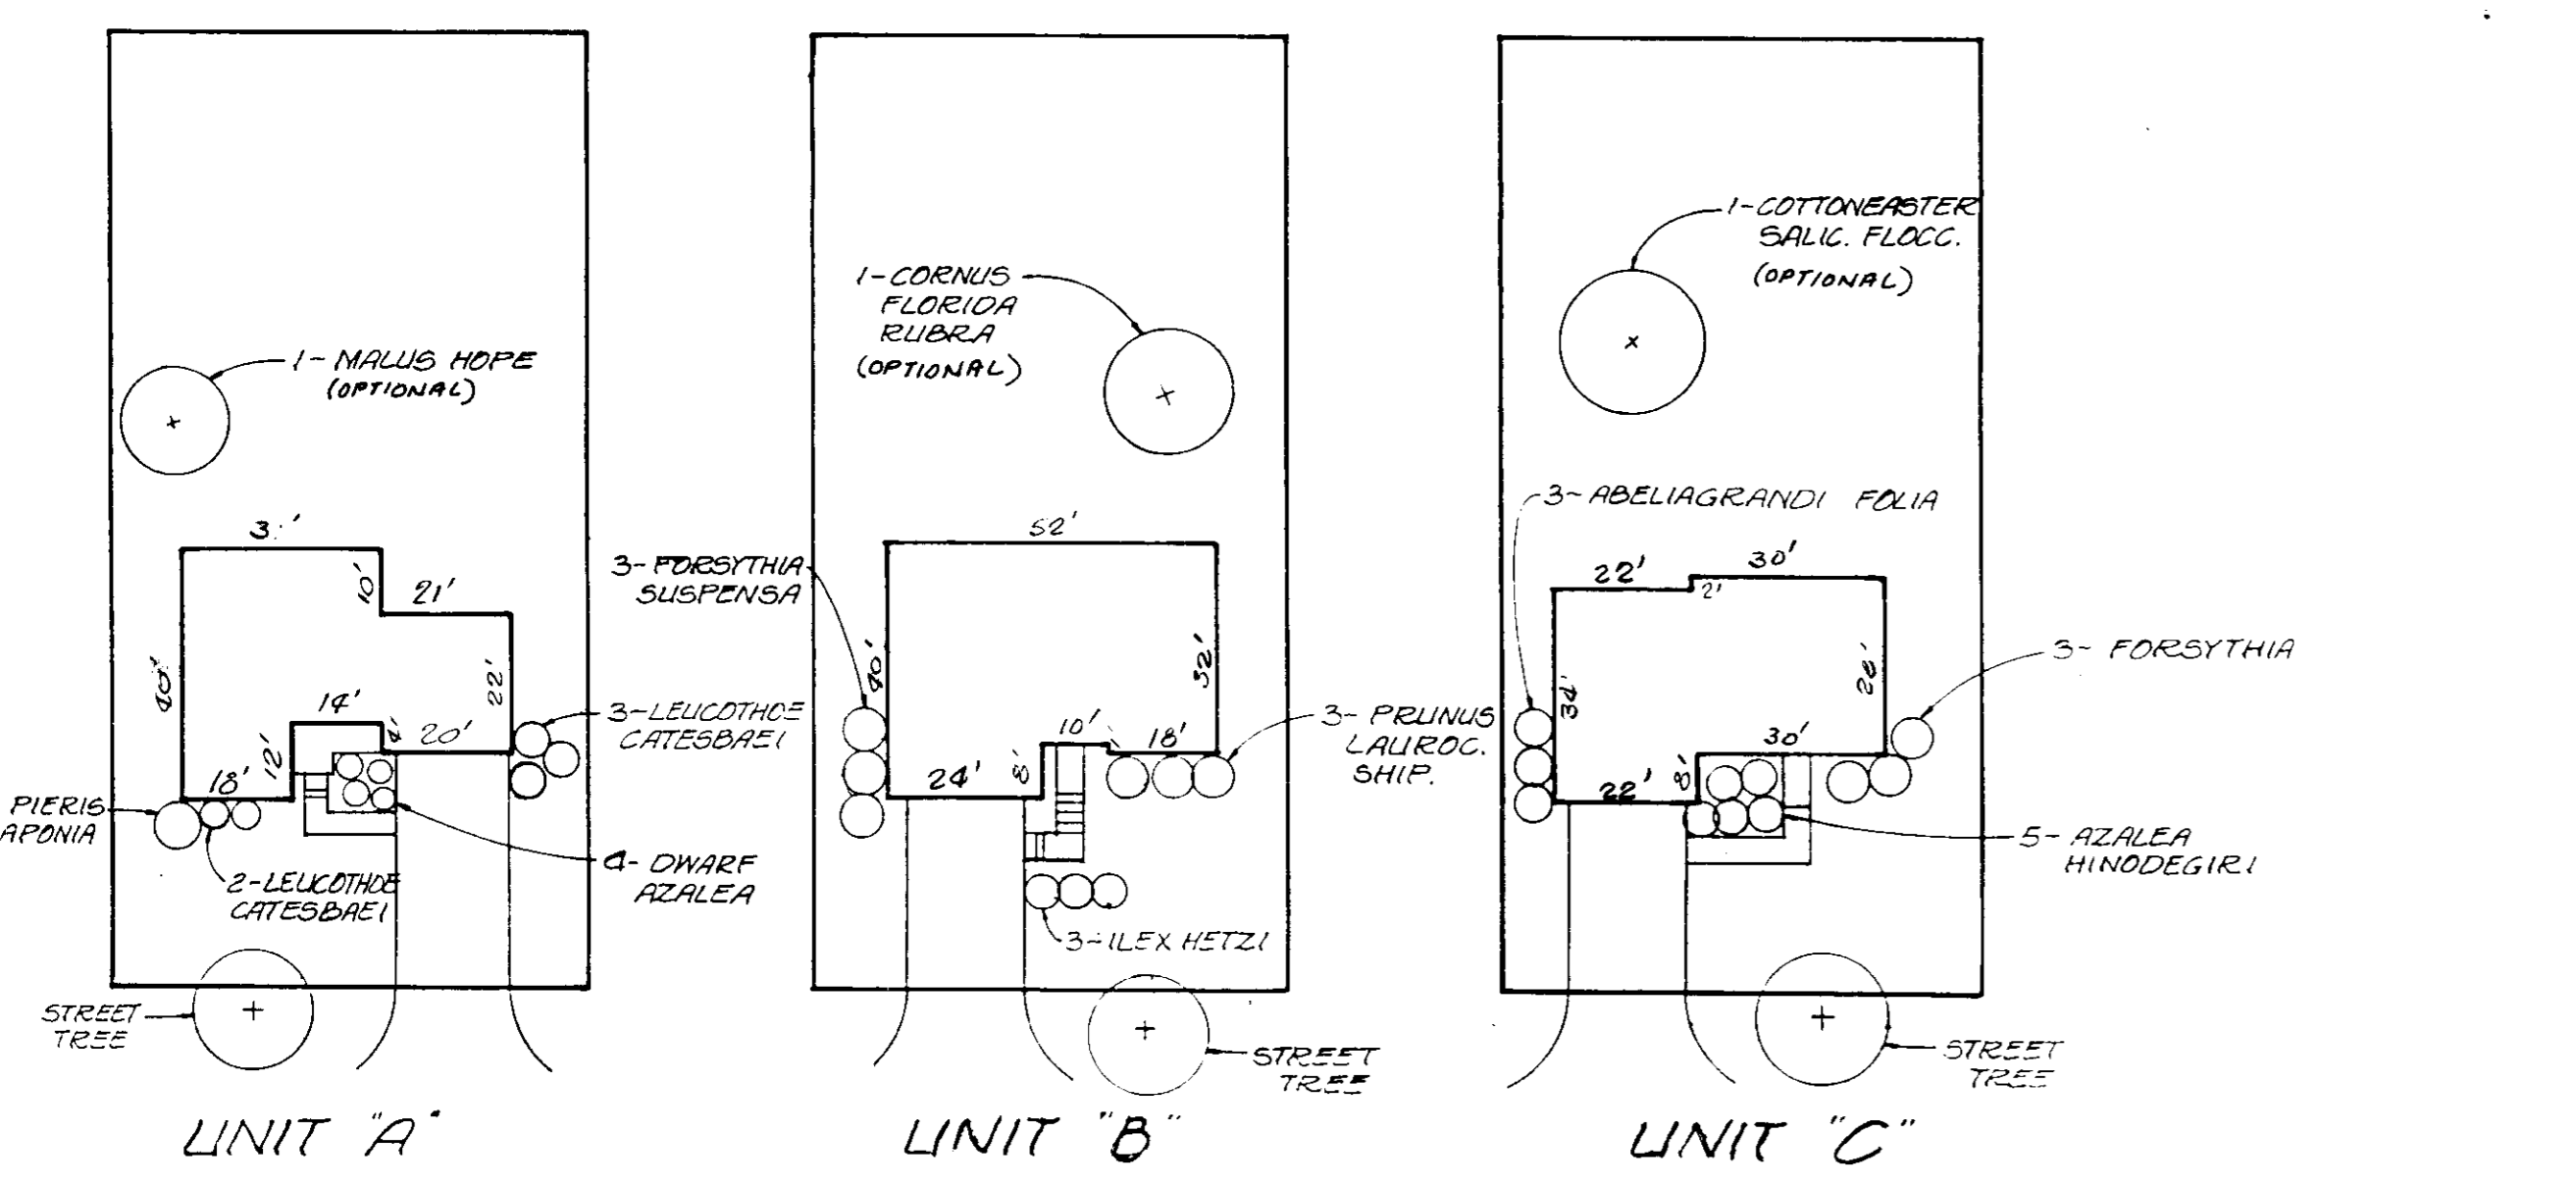 1-MALUS HOPE
(OPTIONAL)
10'
21'
40'
22'
14'
4'
20'
12'
18'
3-LEUCOTHOE
CATESBAEI
PIERIS
APONIA
2-LEUCOTHOE
CATESBAEI
4-DWARF
AZALEA
STREET
TREE
UNIT "A"
1-CORNUS
FLORIDA
RUBRA
(OPTIONAL)
52'
3-FORSYTHIA
SUSPENSA
40'
32'
10'
18'
8'
24'
3-PRUNUS
LAUROC.
SHIP.
3-ILEX HETZI
STREET
TREE
UNIT "B"
1-COTTONEASTER
SALIC. FLOCC.
(OPTIONAL)
3-ABELIAGRANDI FOLIA
22'
30'
2'
34'
3- FORSYTHIA
30'
8'
22'
5-AZALEA
HINODEGIRI
STREET
TREE
UNIT "C"